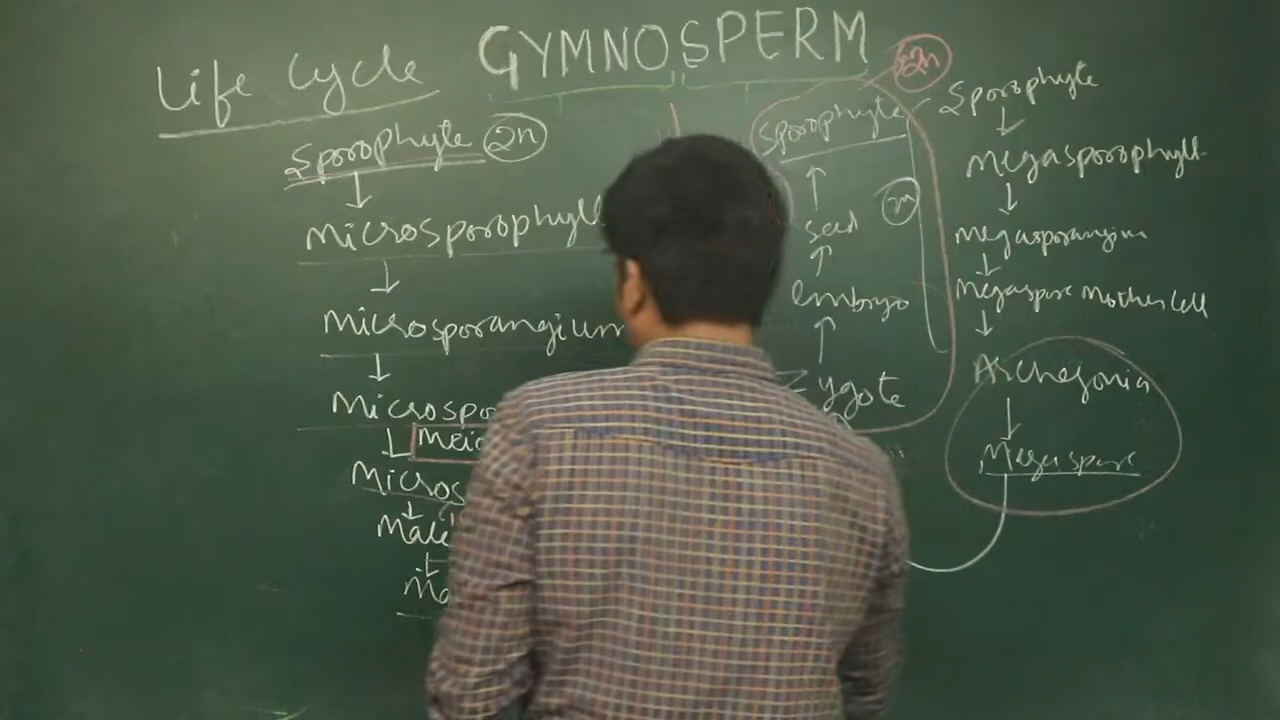 Life Cycle GYMNOSPERM
Sporophyte 2n
Microsporophyll
Microsporangium
Microspo
Meio
Micros
Male
Ma
2n
Sporophyte
Seed
embryo
Zygote
Sporophyte
Megasporophyll
Megasporangium
Megaspore Mother Cell
Archegonia
Megaspore